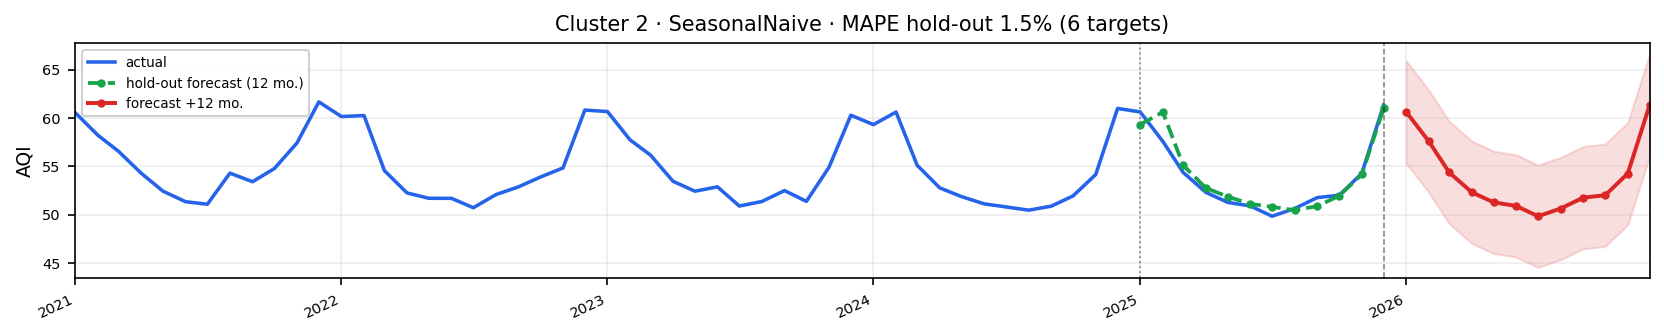 Cluster 2 · SeasonalNaive · MAPE hold-out 1.5% (6 targets)
AQI
65
60
55
50
45
actual
hold-out forecast (12 mo.)
forecast +12 mo.
2021
2022
2023
2024
2025
2026